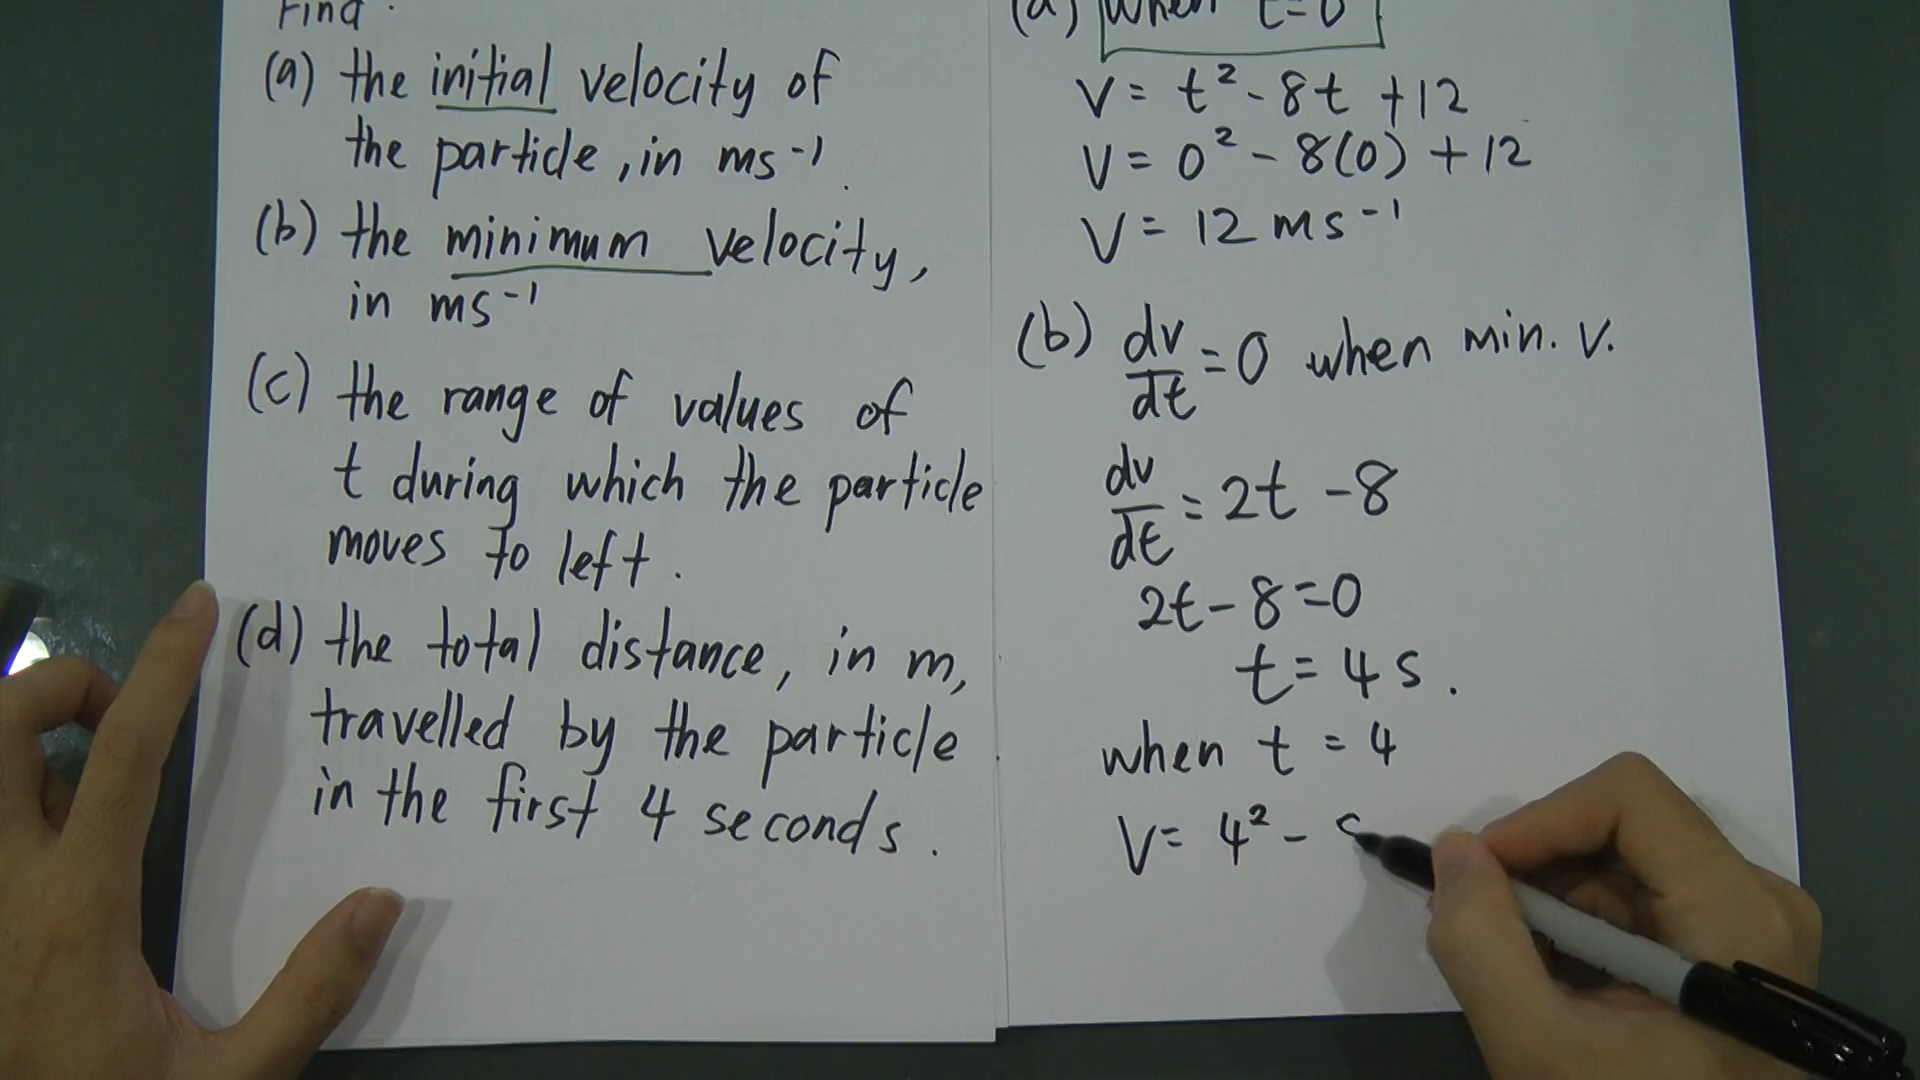 Find :
(a) the initial velocity of
the particle, in ms⁻¹.
(b) the minimum velocity,
in ms⁻¹
(c) the range of values of
t during which the particle
moves to left.
(d) the total distance, in m,
travelled by the particle
in the first 4 seconds.
(a) When t=0
V = t² - 8t + 12
V = 0² - 8(0) + 12
V = 12 ms⁻¹
(b) dv/dt = 0 when min. v.
dv/dt = 2t - 8
2t - 8 = 0
t = 4 s.
when t = 4
V = 4² -